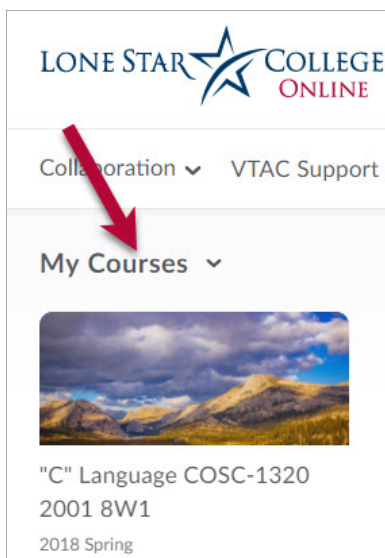 LONE STAR COLLEGE
ONLINE
Collaboration VTAC Support
My Courses
"C" Language COSC-1320
2001 8W1
2018 Spring